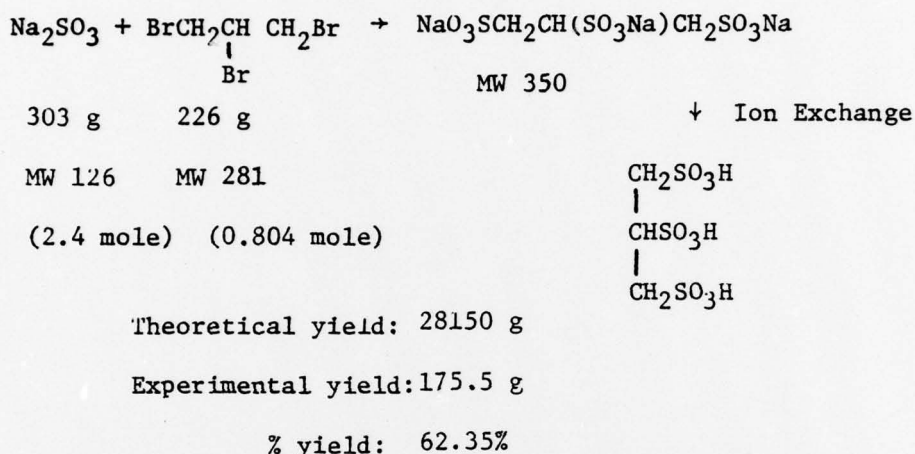 Na2SO3 + BrCH2CH CH2Br → NaO3SCH2CH(SO3Na)CH2SO3Na
Br
MW 350
303 g 226 g
↓ Ion Exchange
MW 126 MW 281
CH2SO3H
(2.4 mole) (0.804 mole)
CHSO3H
CH2SO3H
Theoretical yield: 28150 g
Experimental yield: 175.5 g
% yield: 62.35%